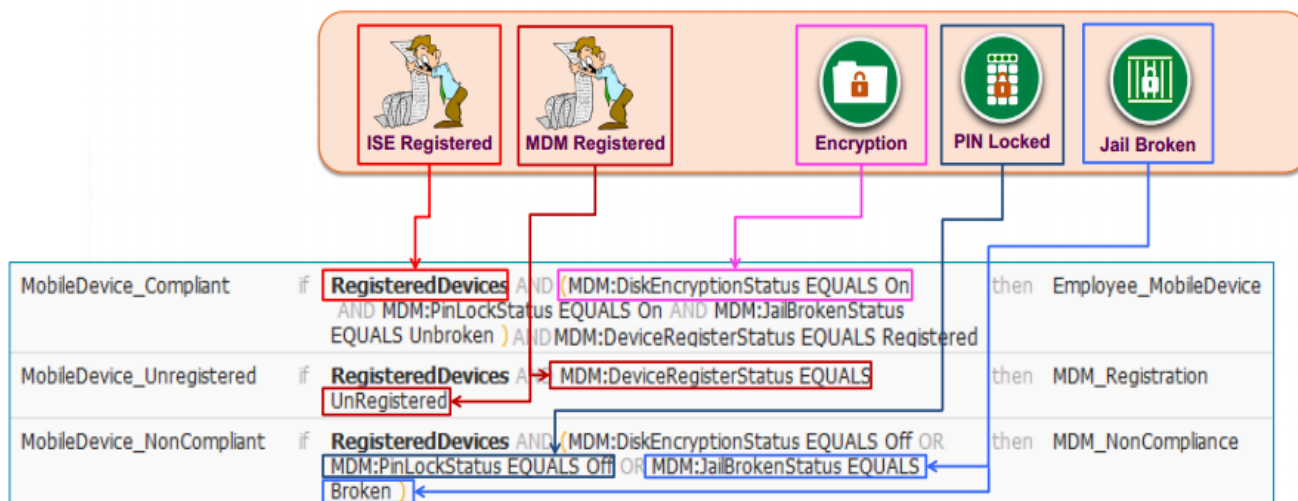 ISE Registered MDM Registered Encryption PIN Locked Jail Broken
MobileDevice_Compliant if RegisteredDevices AND (MDM:DiskEncryptionStatus EQUALS On then Employee_MobileDevice
AND MDM:PinLockStatus EQUALS On AND MDM:JailBrokenStatus
EQUALS Unbroken ) AND MDM:DeviceRegisterStatus EQUALS Registered
MobileDevice_Unregistered if RegisteredDevices AND MDM:DeviceRegisterStatus EQUALS then MDM_Registration
UnRegistered
MobileDevice_NonCompliant if RegisteredDevices AND (MDM:DiskEncryptionStatus EQUALS Off OR then MDM_NonCompliance
MDM:PinLockStatus EQUALS Off OR MDM:JailBrokenStatus EQUALS
Broken )